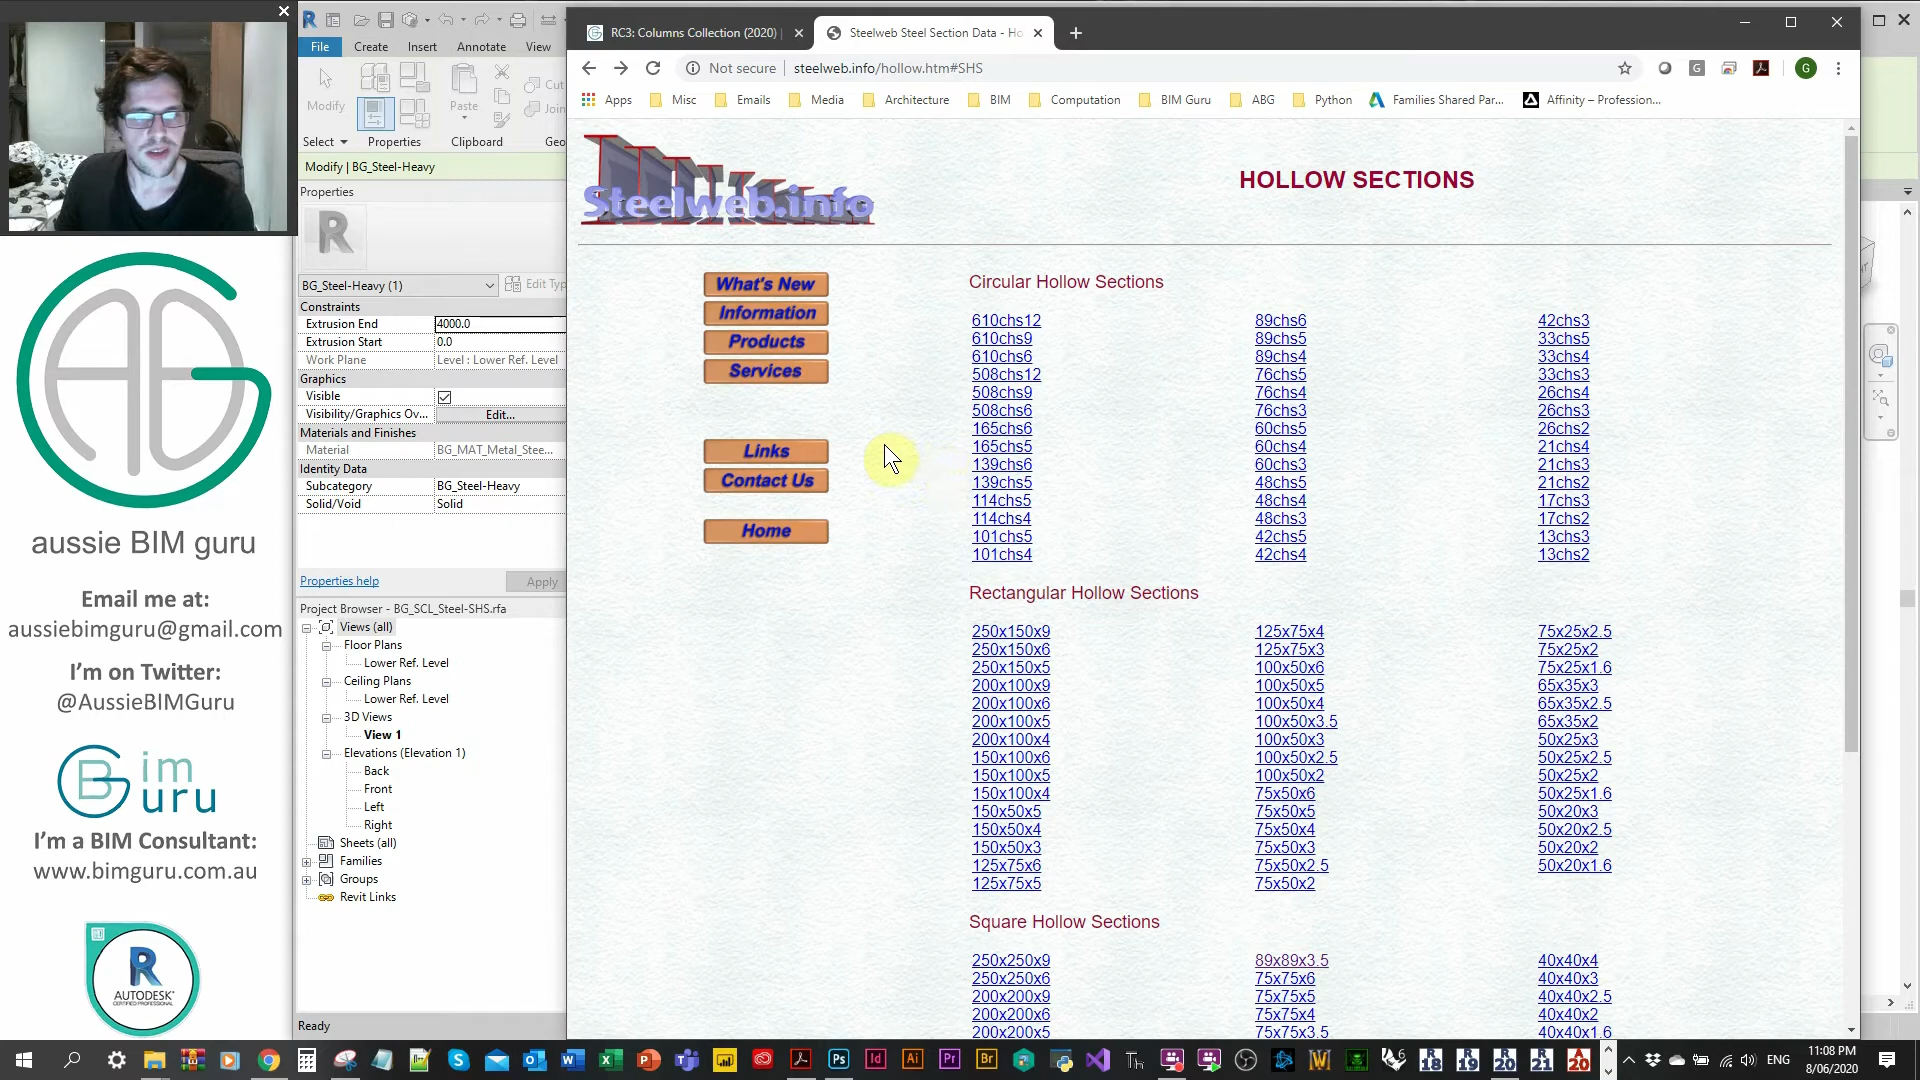 aussie BIM guru
Email me at:
aussiebimguru@gmail.com
I'm on Twitter:
@AussieBIMGuru
im
uru
I'm a BIM Consultant:
www.bimguru.com.au
R
AUTODESK
CERTIFIED PROFESSIONAL
File
Create
Insert
Annotate
View
Modify
Paste
Cut
Join
Select
Properties
Clipboard
Geo
Modify | BG_Steel-Heavy
Properties
BG_Steel-Heavy (1)
Edit Typ
Constraints
Extrusion End 4000.0
Extrusion Start 0.0
Work Plane Level : Lower Ref. Level
Graphics
Visible
Visibility/Graphics Ov... Edit...
Materials and Finishes
Material BG_MAT_Metal_Stee...
Identity Data
Subcategory BG_Steel-Heavy
Solid/Void Solid
Properties help
Apply
Project Browser - BG_SCL_Steel-SHS.rfa
Views (all)
Floor Plans
Lower Ref. Level
Ceiling Plans
Lower Ref. Level
3D Views
View 1
Elevations (Elevation 1)
Back
Front
Left
Right
Sheets (all)
Families
Groups
Revit Links
Ready
RC3: Columns Collection (2020) |
Steelweb Steel Section Data - Ho
Not secure
steelweb.info/hollow.htm#SHS
Apps
Misc
Emails
Media
Architecture
BIM
Computation
BIM Guru
ABG
Python
Families Shared Par...
Affinity – Profession...
Steelweb.info
HOLLOW SECTIONS
What's New
Information
Products
Services
Links
Contact Us
Home
Circular Hollow Sections
610chs12 89chs6 42chs3
610chs9 89chs5 33chs5
610chs6 89chs4 33chs4
508chs12 76chs5 33chs3
508chs9 76chs4 26chs4
508chs6 76chs3 26chs3
165chs6 60chs5 26chs2
165chs5 60chs4 21chs4
139chs6 60chs3 21chs3
139chs5 48chs5 21chs2
114chs5 48chs4 17chs3
114chs4 48chs3 17chs2
101chs5 42chs5 13chs3
101chs4 42chs4 13chs2
Rectangular Hollow Sections
250x150x9 125x75x4 75x25x2.5
250x150x6 125x75x3 75x25x2
250x150x5 100x50x6 75x25x1.6
200x100x9 100x50x5 65x35x3
200x100x6 100x50x4 65x35x2.5
200x100x5 100x50x3.5 65x35x2
200x100x4 100x50x3 50x25x3
150x100x6 100x50x2.5 50x25x2.5
150x100x5 100x50x2 50x25x2
150x100x4 75x50x6 50x25x1.6
150x50x5 75x50x5 50x20x3
150x50x4 75x50x4 50x20x2.5
150x50x3 75x50x3 50x20x2
125x75x6 75x50x2.5 50x20x1.6
125x75x5 75x50x2
Square Hollow Sections
250x250x9 89x89x3.5 40x40x4
250x250x6 75x75x6 40x40x3
200x200x9 75x75x5 40x40x2.5
200x200x6 75x75x4 40x40x2
200x200x5 75x75x3.5 40x40x1.6
ENG
11:08 PM
8/06/2020